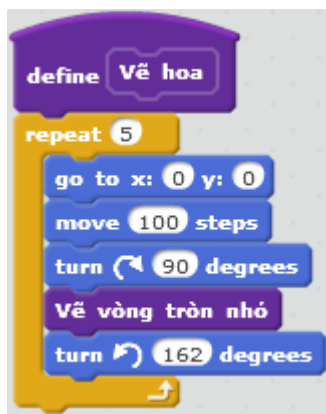 define Vẽ hoa
repeat 5
go to x: 0 y: 0
move 100 steps
turn 90 degrees
Vẽ vòng tròn nhó
turn 162 degrees